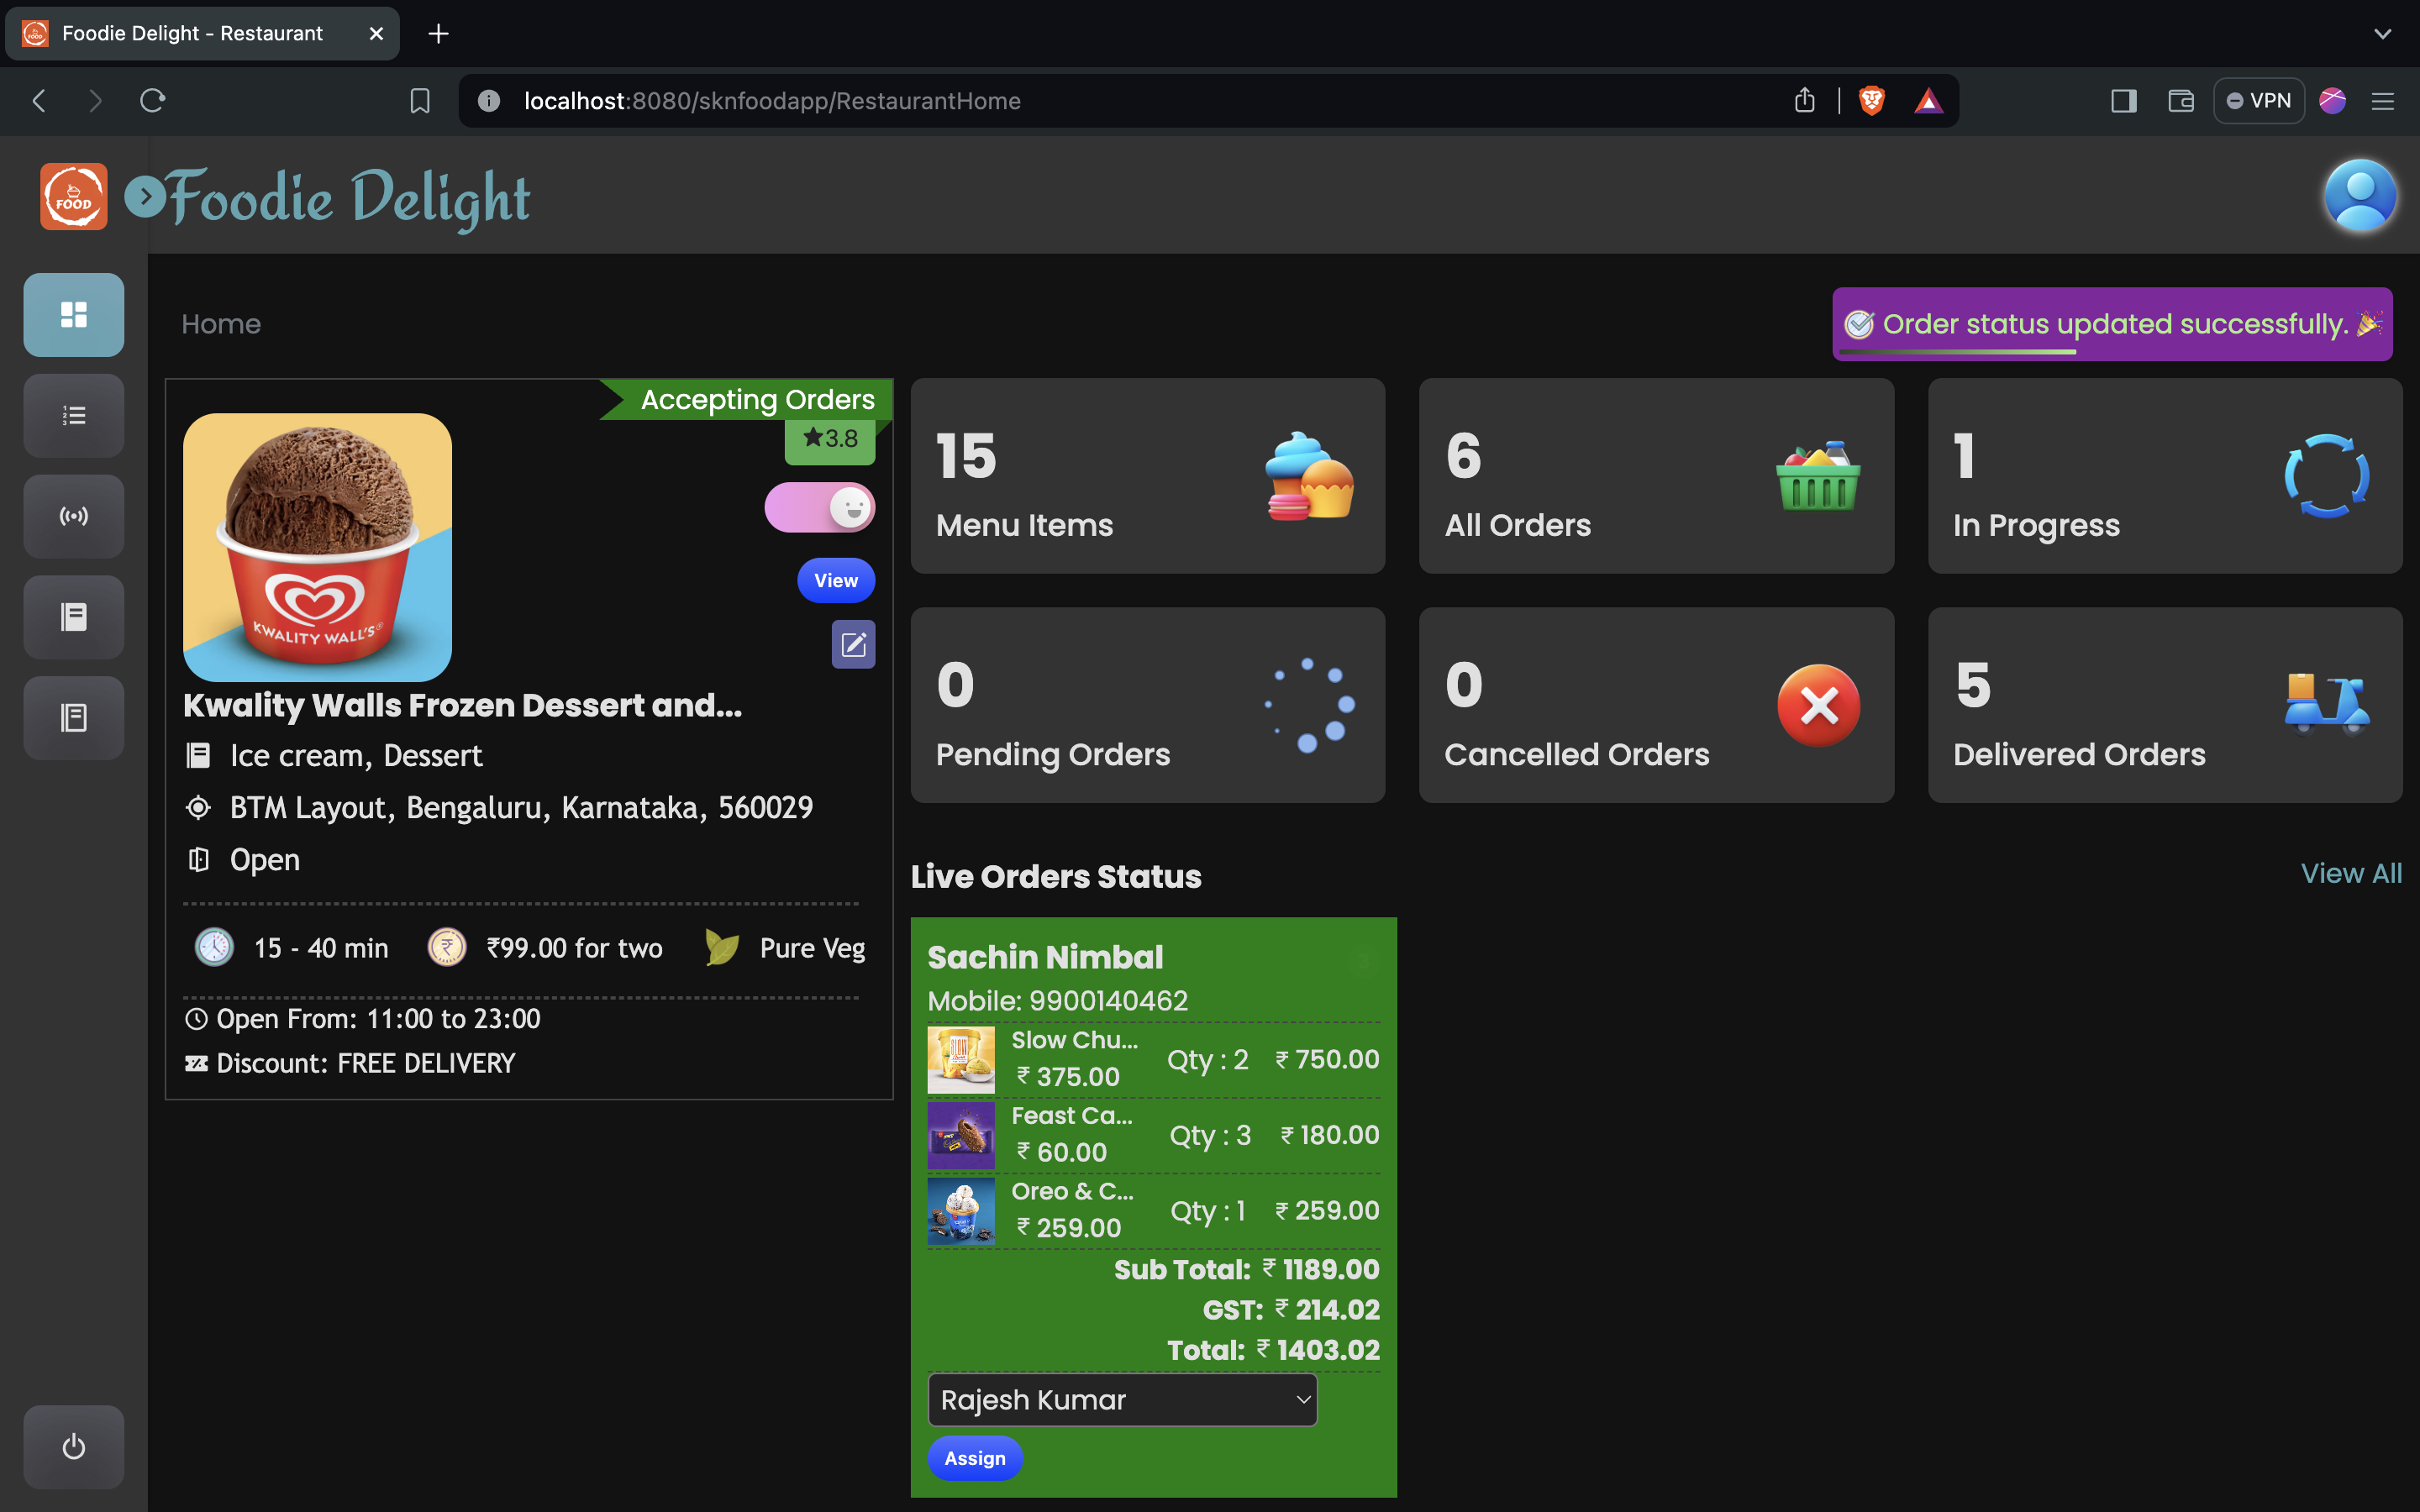 Foodie Delight - Restaurant
localhost:8080/sknfoodapp/RestaurantHome
VPN
FOOD
Foodie Delight
Home
Order status updated successfully.
Accepting Orders
3.8
View
KWALITY WALL'S
Kwality Walls Frozen Dessert and...
Ice cream, Dessert
BTM Layout, Bengaluru, Karnataka, 560029
Open
15 - 40 min
₹99.00 for two
Pure Veg
Open From: 11:00 to 23:00
Discount: FREE DELIVERY
15
Menu Items
6
All Orders
1
In Progress
0
Pending Orders
0
Cancelled Orders
5
Delivered Orders
Live Orders Status
View All
Sachin Nimbal
Mobile: 9900140462
Slow Chu...
₹ 375.00
Qty : 2
₹ 750.00
Feast Ca...
₹ 60.00
Qty : 3
₹ 180.00
Oreo & C...
₹ 259.00
Qty : 1
₹ 259.00
Sub Total: ₹ 1189.00
GST: ₹ 214.02
Total: ₹ 1403.02
Rajesh Kumar
Assign